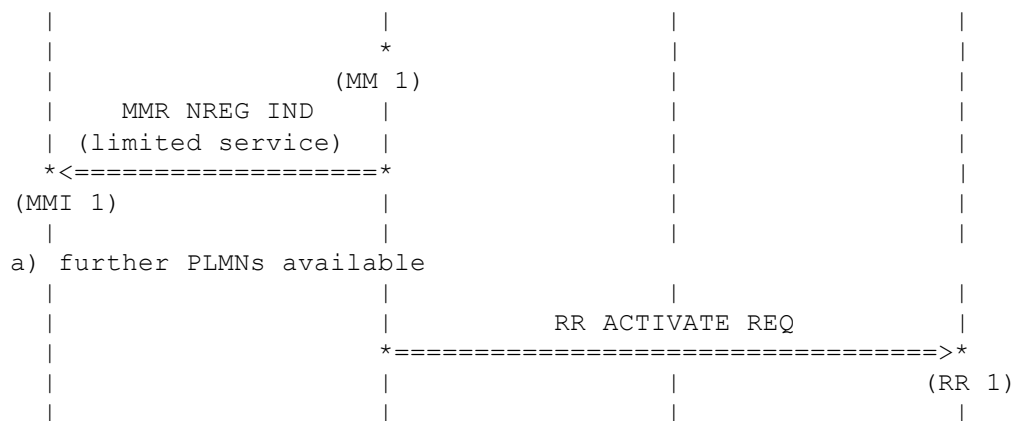 (MM 1)
MMR NREG IND
(limited service)
*<===================*
(MMI 1)
a) further PLMNs available
RR ACTIVATE REQ
*==================================>*
(RR 1)